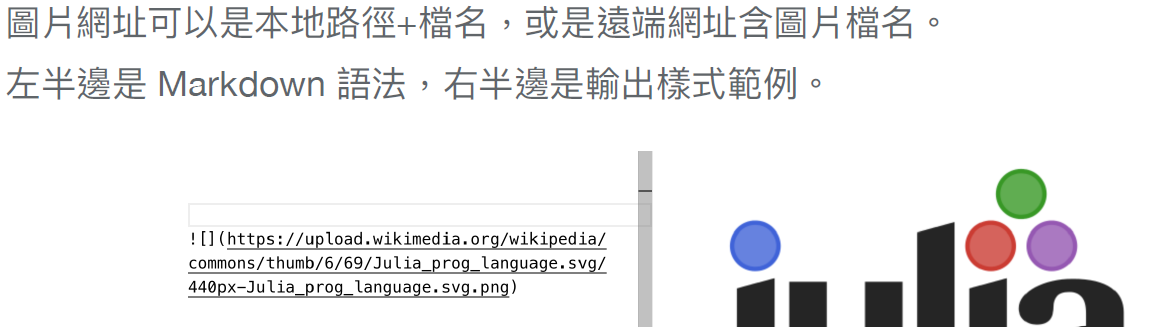 圖片網址可以是本地路徑+檔名，或是遠端網址含圖片檔名。
左半邊是 Markdown 語法，右半邊是輸出樣式範例。
![](https://upload.wikimedia.org/wikipedia/
commons/thumb/6/69/Julia_prog_language.svg/
440px-Julia_prog_language.svg.png)
julia